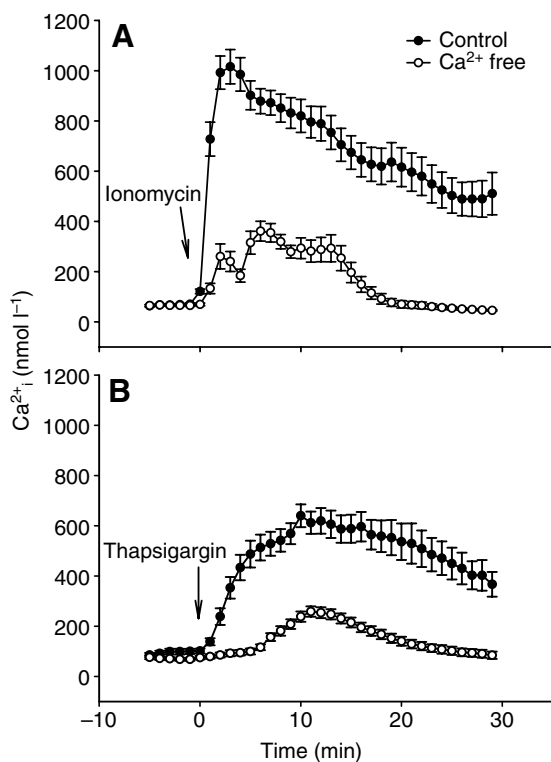 A
Control
Ca²⁺ free
Ionomycin
1200
1000
800
600
400
200
0
B
Thapsigargin
1200
1000
800
600
400
200
0
Ca²⁺ᵢ (nmol l⁻¹)
–10 0 10 20 30
Time (min)